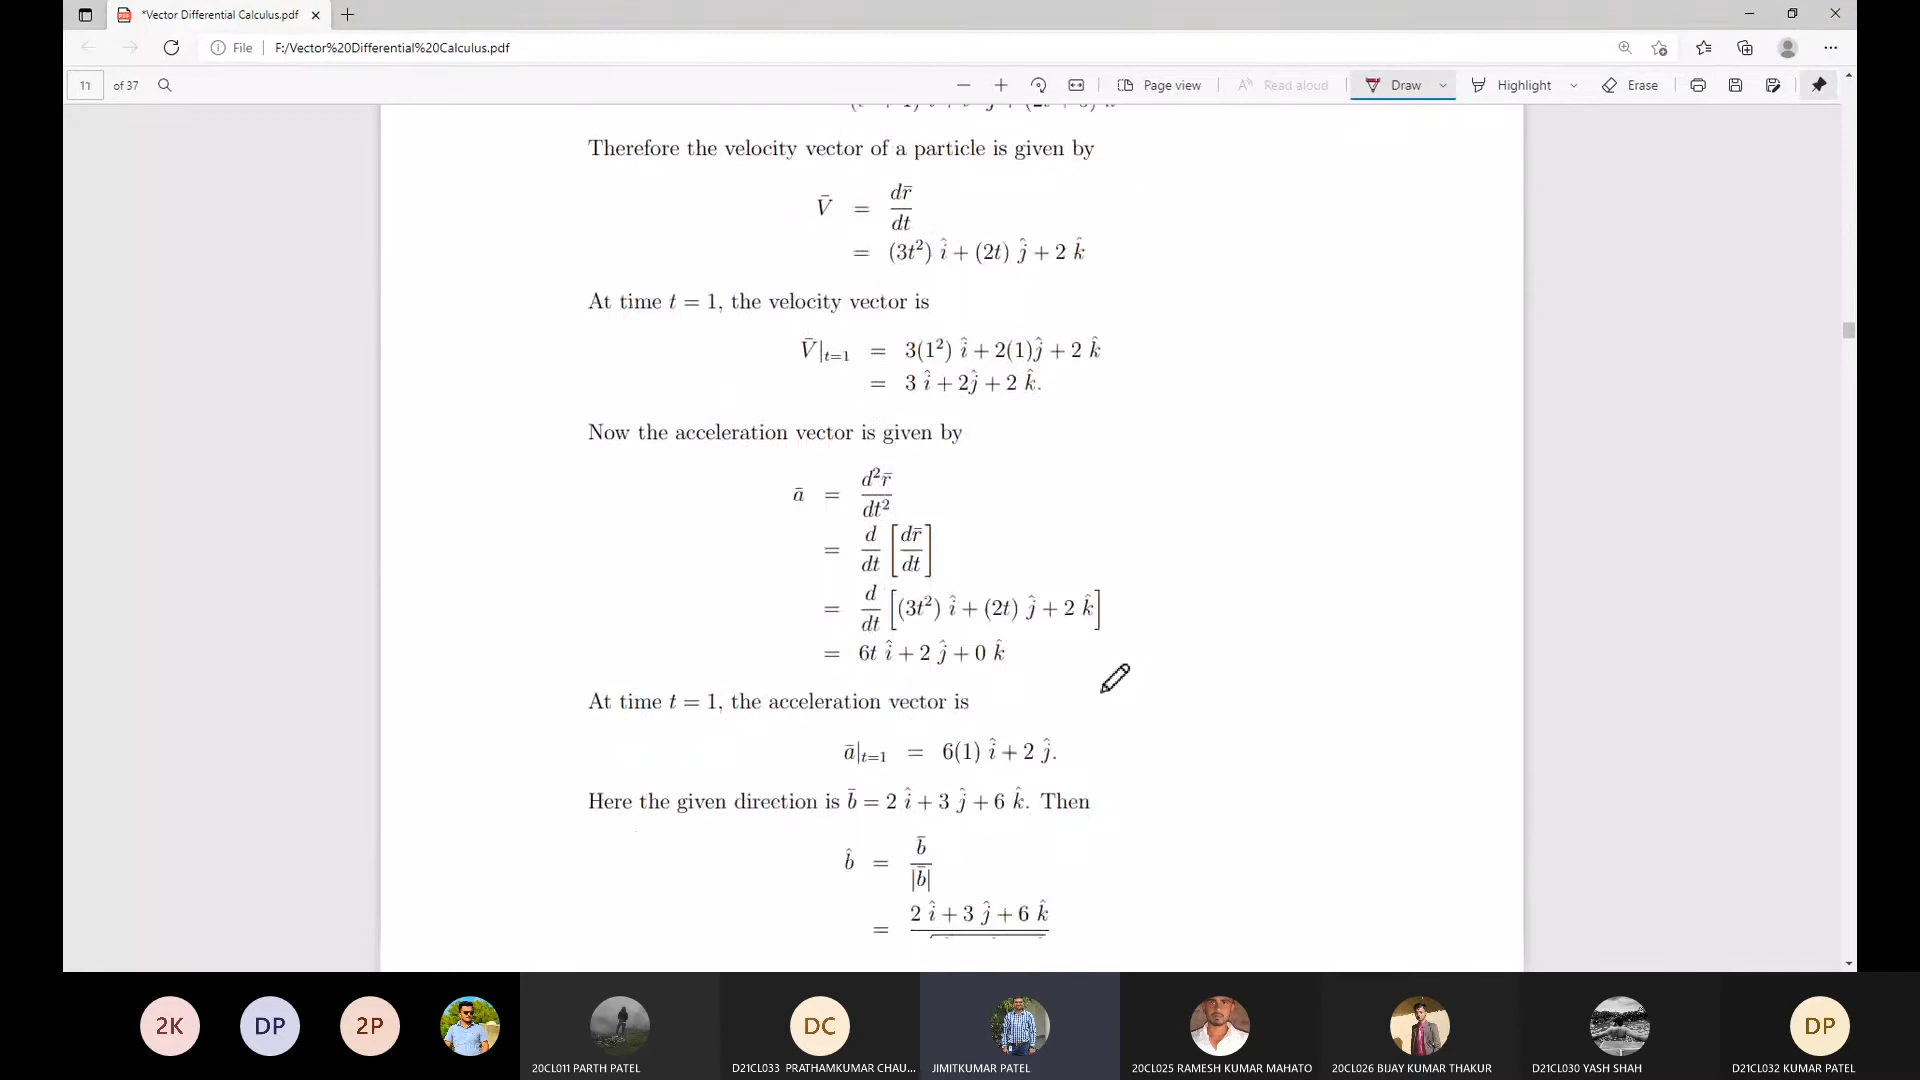 *Vector Differential Calculus.pdf
File F:/Vector%20Differential%20Calculus.pdf
11 of 37 Page view Read aloud Draw Highlight Erase
Therefore the velocity vector of a particle is given by
V̄ = dr̄/dt
= (3t²) î + (2t) ĵ + 2 k̂
At time t = 1, the velocity vector is
V̄|t=1 = 3(1²) î + 2(1)ĵ + 2 k̂
= 3 î + 2ĵ + 2 k̂.
Now the acceleration vector is given by
ā = d²r̄/dt²
= d/dt [dr̄/dt]
= d/dt [(3t²) î + (2t) ĵ + 2 k̂]
= 6t î + 2 ĵ + 0 k̂
At time t = 1, the acceleration vector is
ā|t=1 = 6(1) î + 2 ĵ.
Here the given direction is b̄ = 2 î + 3 ĵ + 6 k̂. Then
b̂ = b̄/|b̄|
= 2 î + 3 ĵ + 6 k̂
2K DP 2P DC DP
20CL011 PARTH PATEL D21CL033 PRATHAMKUMAR CHAU... JIMITKUMAR PATEL 20CL025 RAMESH KUMAR MAHATO 20CL026 BIJAY KUMAR THAKUR D21CL030 YASH SHAH D21CL032 KUMAR PATEL